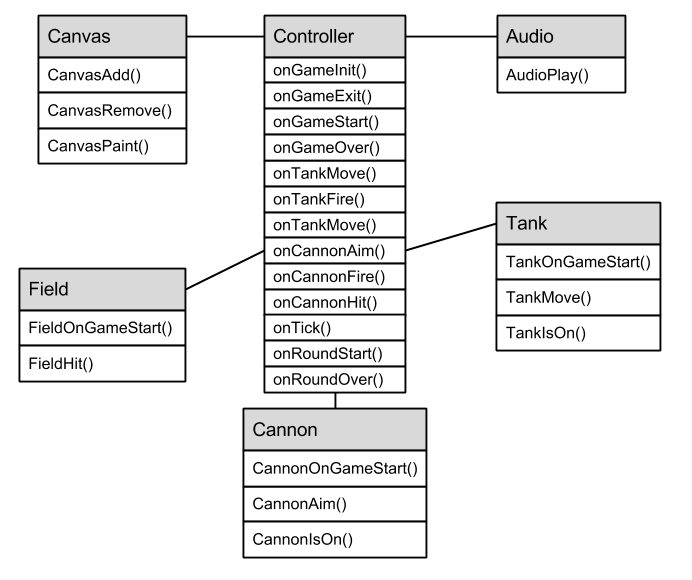 Canvas
CanvasAdd()
CanvasRemove()
CanvasPaint()
Controller
onGameInit()
onGameExit()
onGameStart()
onGameOver()
onTankMove()
onTankFire()
onTankMove()
onCannonAim()
onCannonFire()
onCannonHit()
onTick()
onRoundStart()
onRoundOver()
Audio
AudioPlay()
Tank
TankOnGameStart()
TankMove()
TankIsOn()
Field
FieldOnGameStart()
FieldHit()
Cannon
CannonOnGameStart()
CannonAim()
CannonIsOn()